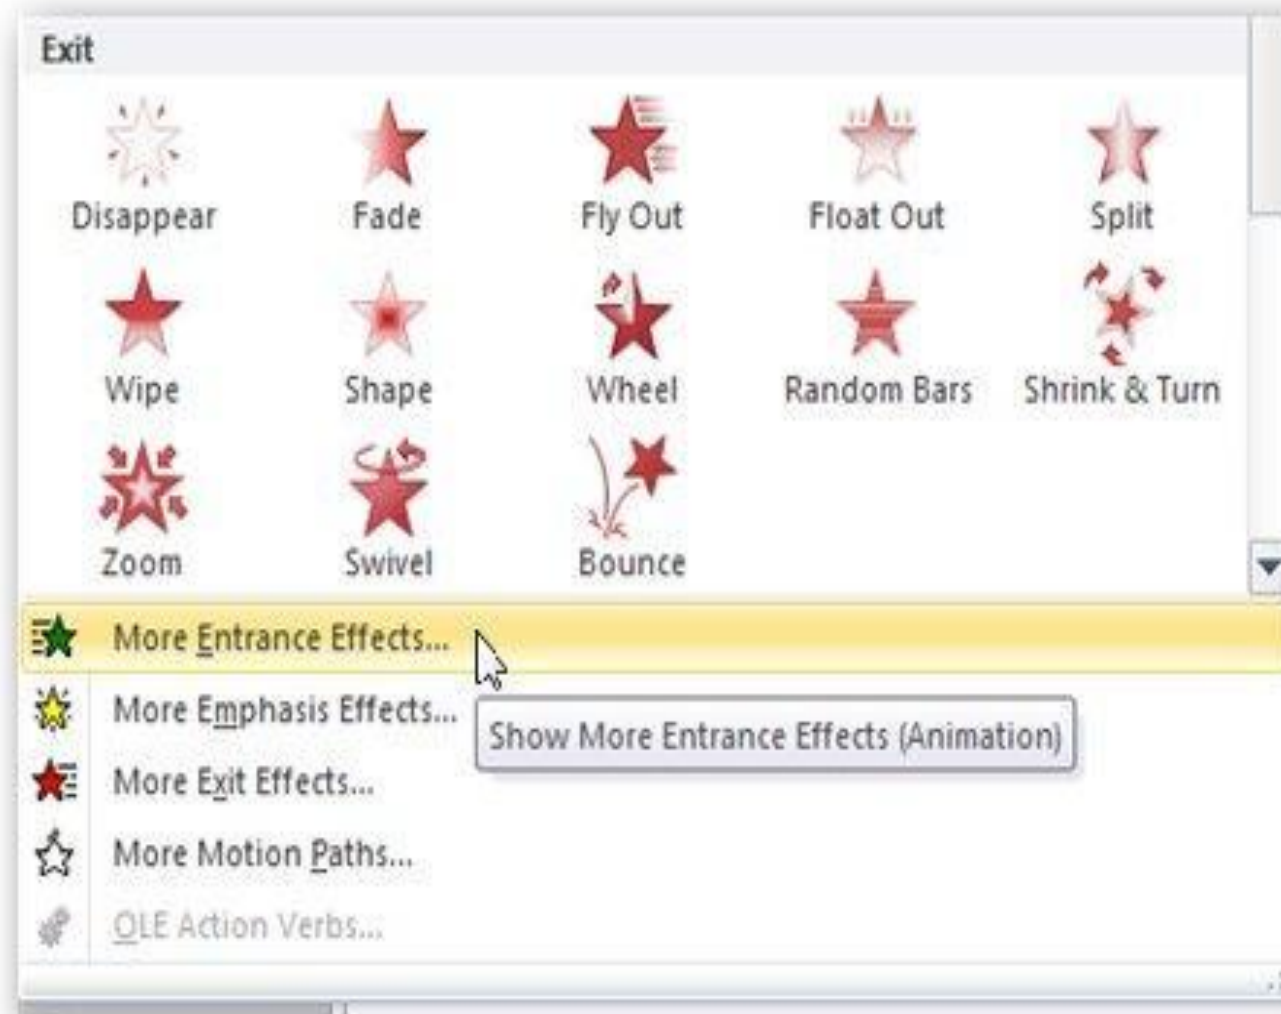 Exit
Disappear Fade Fly Out Float Out Split
Wipe Shape Wheel Random Bars Shrink & Turn
Zoom Swivel Bounce
More Entrance Effects...
More Emphasis Effects...
Show More Entrance Effects (Animation)
More Exit Effects...
More Motion Paths...
OLE Action Verbs...